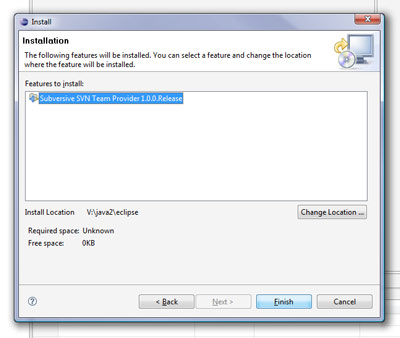 Install
Installation
The following features will be installed. You can select a feature and change the location
where the feature will be installed.
Features to install:
Subversive SVN Team Provider 1.0.0.Release
Install Location V:\java2\eclipse
Change Location ...
Required space: Unknown
Free space: 0KB
? < Back Next > Finish Cancel